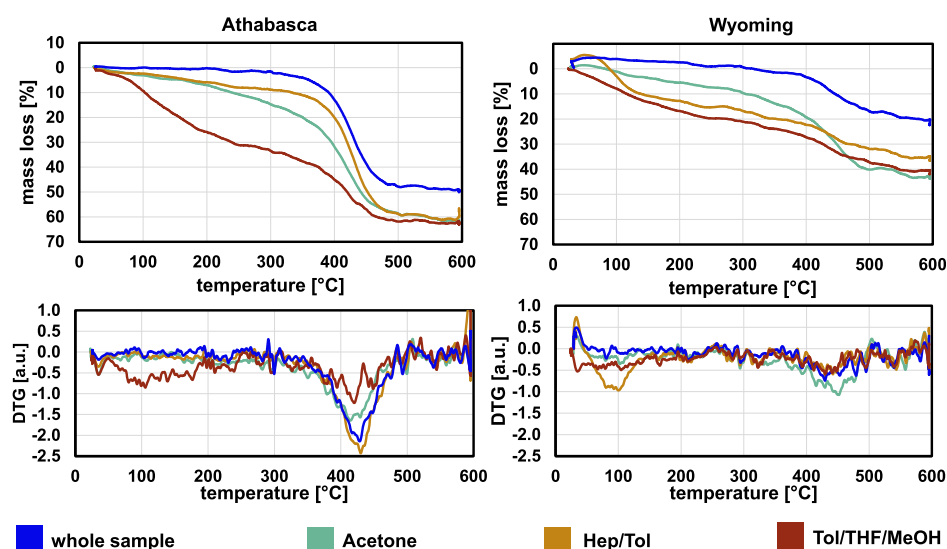 Athabasca
Wyoming
mass loss [%]
10
0
10
20
30
40
50
60
70
0 100 200 300 400 500 600
temperature [°C]
mass loss [%]
0
10
20
30
40
50
60
70
0 100 200 300 400 500 600
temperature [°C]
DTG [a.u.]
1.0
0.5
0.0
-0.5
-1.0
-1.5
-2.0
-2.5
0 100 200 300 400 500 600
temperature [°C]
DTG [a.u.]
1.0
0.5
0.0
-0.5
-1.0
-1.5
-2.0
-2.5
0 100 200 300 400 500 600
temperature [°C]
whole sample
Acetone
Hep/Tol
Tol/THF/MeOH